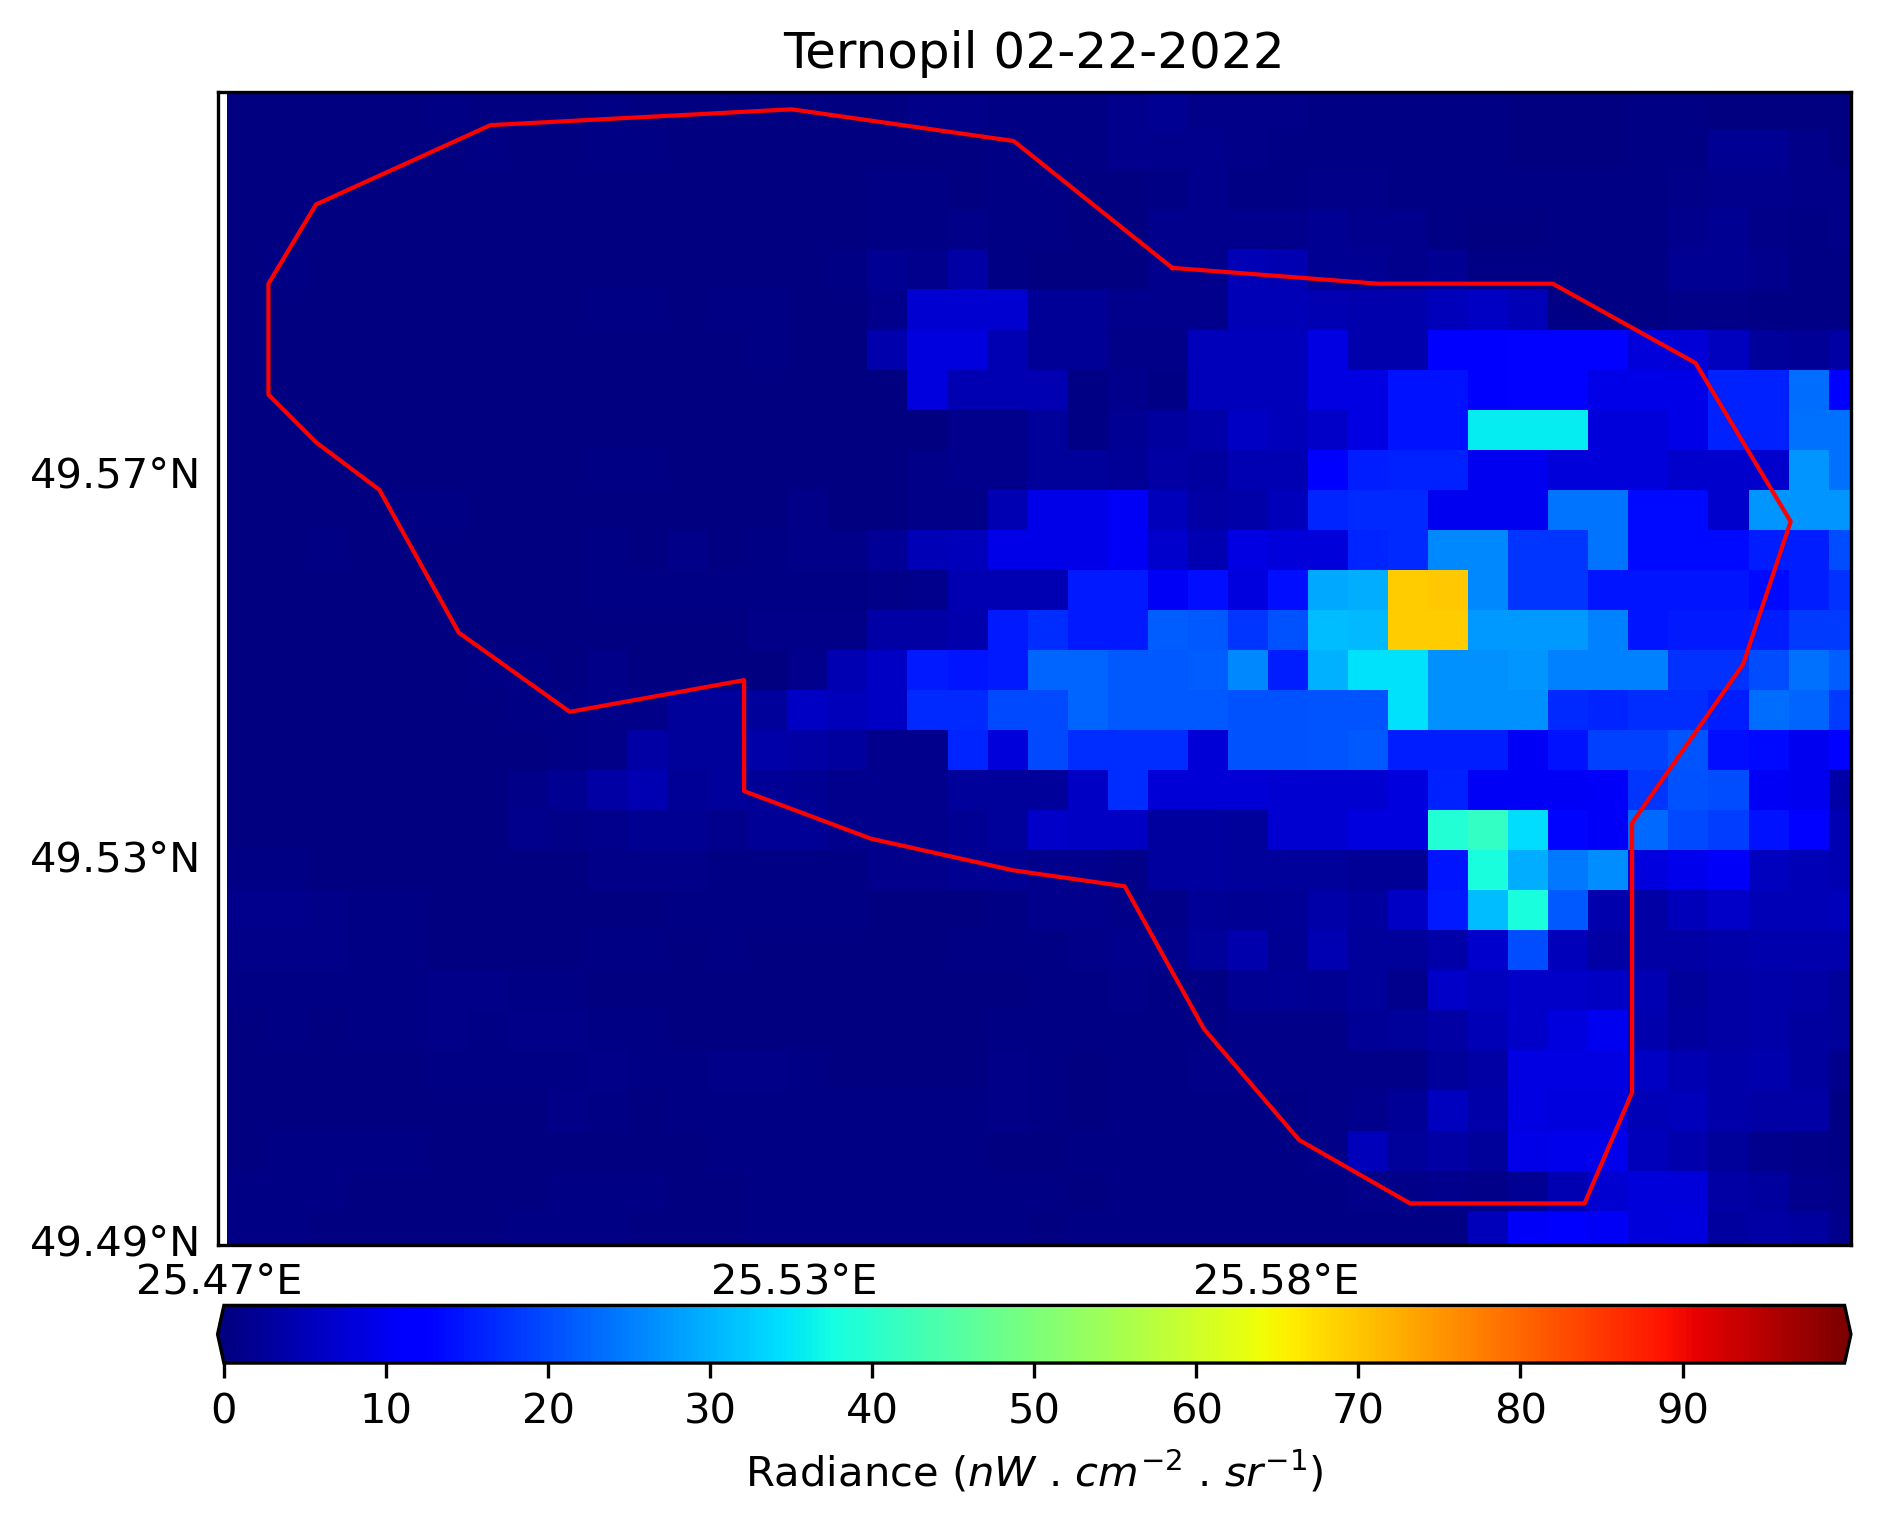 Ternopil 02-22-2022
49.57°N
49.53°N
49.49°N
25.47°E 25.53°E 25.58°E
0 10 20 30 40 50 60 70 80 90
Radiance (nW . cm⁻² . sr⁻¹)